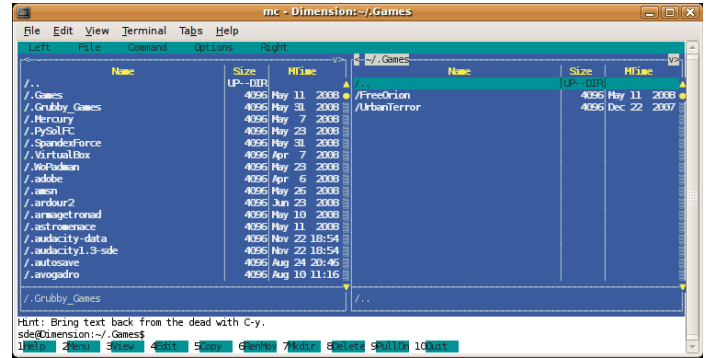 mc - Dimension:~/.Games
File Edit View Terminal Tabs Help
Left File Command Options Right
<─ v> <─ ~/.Games v>
Name Size MTime Name Size MTime
/.. UP--DIR /.. UP--DIR
/.Games 4096 May 11 2008 /FreeOrion 4096 May 11 2008
/.Grubby_Games 4096 May 31 2008 /UrbanTerror 4096 Dec 22 2007
/.Mercury 4096 May 7 2008
/.PySolFC 4096 May 23 2008
/.SpandexForce 4096 May 31 2008
/.VirtualBox 4096 Apr 7 2008
/.WoPadman 4096 May 23 2008
/.adobe 4096 Apr 6 2008
/.amsn 4096 May 26 2008
/.ardour2 4096 Jun 23 2008
/.armagetronad 4096 May 10 2008
/.astromenace 4096 May 11 2008
/.audacity-data 4096 Nov 22 18:54
/.audacity1.3-sde 4096 Nov 22 18:54
/.autosave 4096 Aug 24 20:46
/.avogadro 4096 Aug 10 11:16
/.Grubby_Games /..
Hint: Bring text back from the dead with C-y.
sde@Dimension:~/.Games$
1Help 2Menu 3View 4Edit 5Copy 6RenMov 7Mkdir 8Delete 9PullDn 10Quit